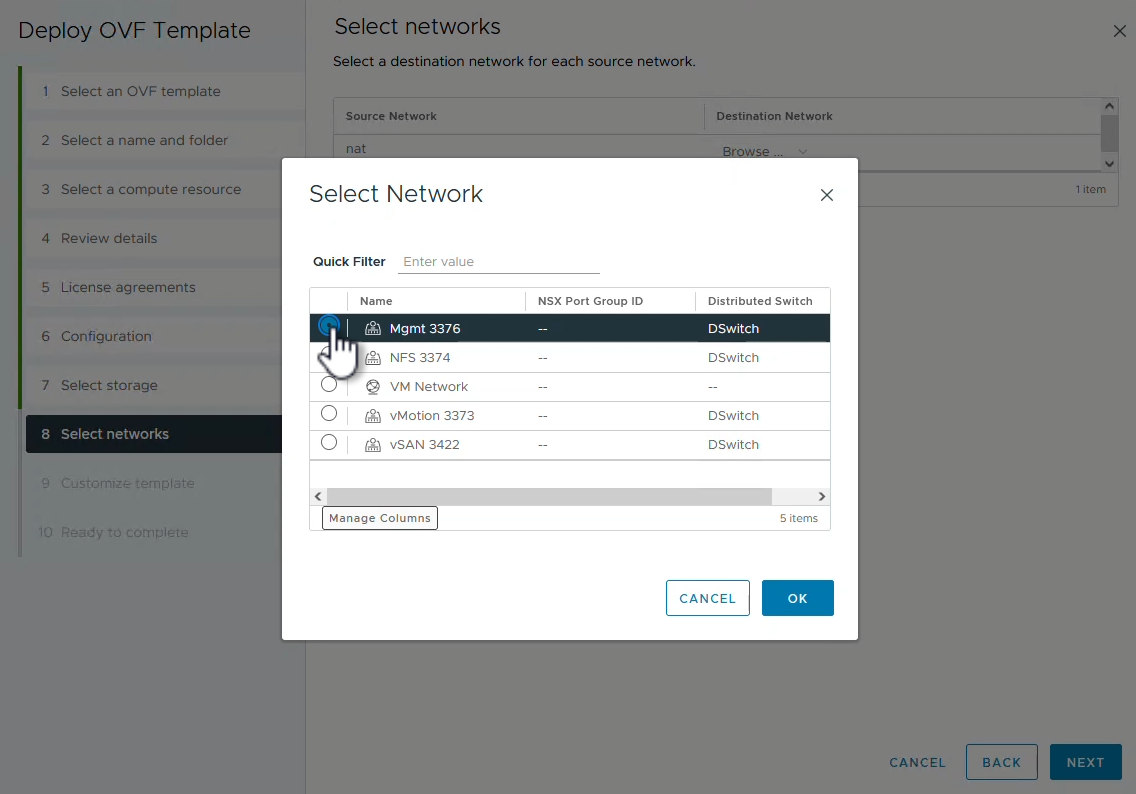 Deploy OVF Template
1 Select an OVF template
2 Select a name and folder
3 Select a compute resource
4 Review details
5 License agreements
6 Configuration
7 Select storage
8 Select networks
9 Customize template
10 Ready to complete
Select networks
Select a destination network for each source network.
Source Network Destination Network
nat Browse ...
1 item
Select Network
Quick Filter Enter value
Name NSX Port Group ID Distributed Switch
Mgmt 3376 -- DSwitch
NFS 3374 -- DSwitch
VM Network -- --
vMotion 3373 -- DSwitch
vSAN 3422 -- DSwitch
Manage Columns 5 items
CANCEL OK
CANCEL BACK NEXT